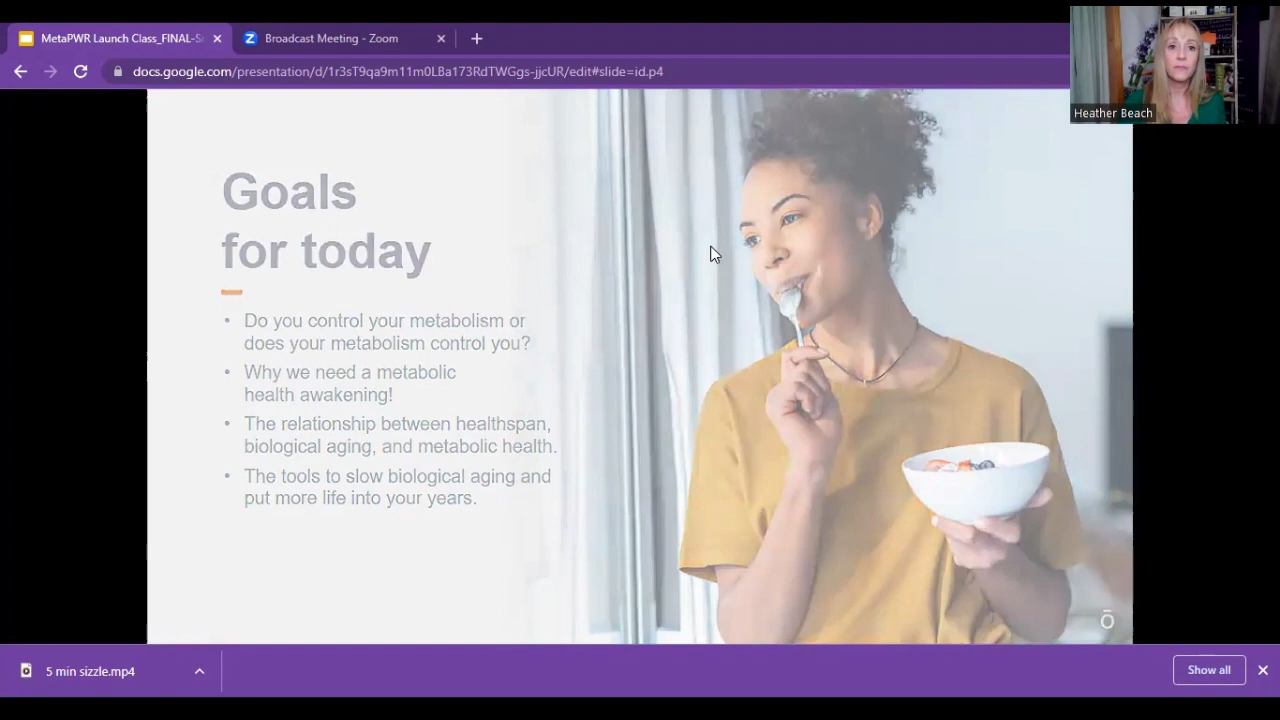 MetaPWR Launch Class_FINAL-S
Broadcast Meeting - Zoom
docs.google.com/presentation/d/1r3sT9qa9m11m0LBa173RdTWGgs-jjcUR/edit#slide=id.p4
Heather Beach
Goals
for today
• Do you control your metabolism or
does your metabolism control you?
• Why we need a metabolic
health awakening!
• The relationship between healthspan,
biological aging, and metabolic health.
• The tools to slow biological aging and
put more life into your years.
ō
5 min sizzle.mp4
Show all